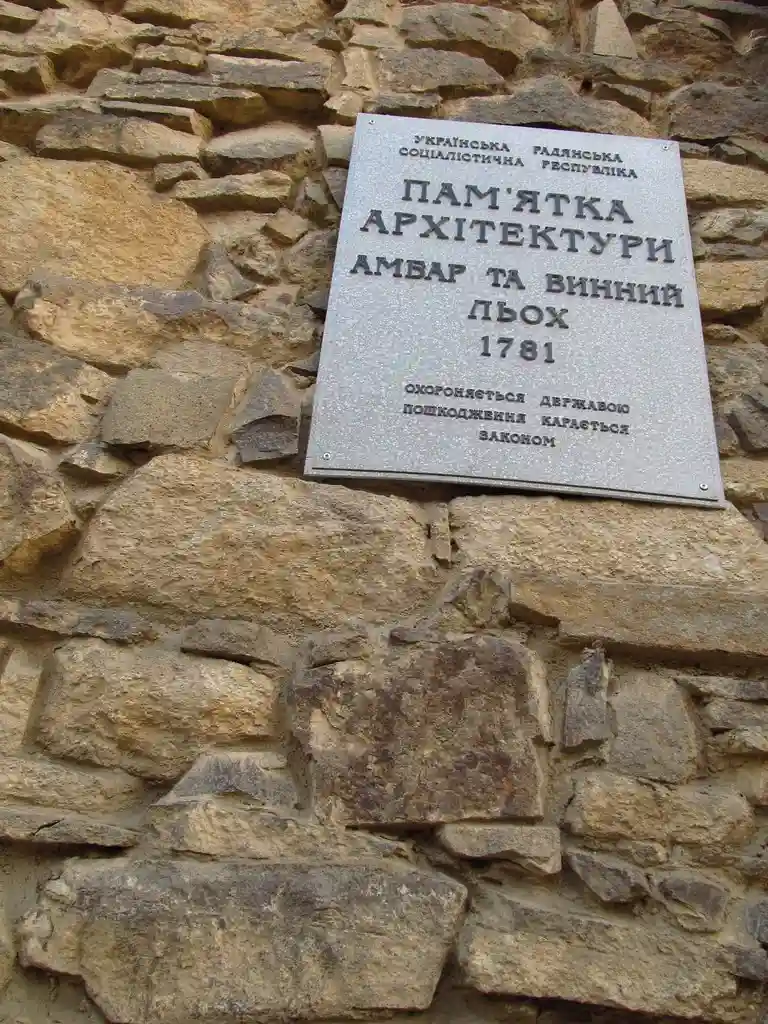 УКРАЇНСЬКА РАДЯНСЬКА
СОЦІАЛІСТИЧНА РЕСПУБЛІКА
ПАМ'ЯТКА
АРХІТЕКТУРИ
АМБАР ТА ВИННИЙ
ЛЬОХ
1781
ОХОРОНЯЄТЬСЯ ДЕРЖАВОЮ
ПОШКОДЖЕННЯ КАРАЄТЬСЯ
ЗАКОНОМ